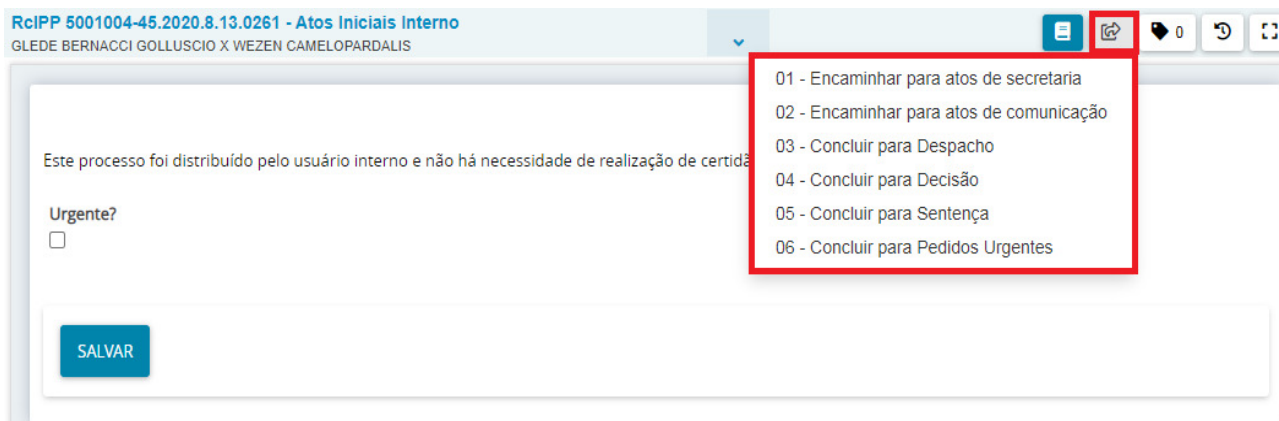 RcIPP 5001004-45.2020.8.13.0261 - Atos Iniciais Interno
GLEDE BERNACCI GOLLUSCIO X WEZEN CAMELOPARDALIS
0
01 - Encaminhar para atos de secretaria
02 - Encaminhar para atos de comunicação
03 - Concluir para Despacho
04 - Concluir para Decisão
05 - Concluir para Sentença
06 - Concluir para Pedidos Urgentes
Este processo foi distribuído pelo usuário interno e não há necessidade de realização de certidã
Urgente?
SALVAR